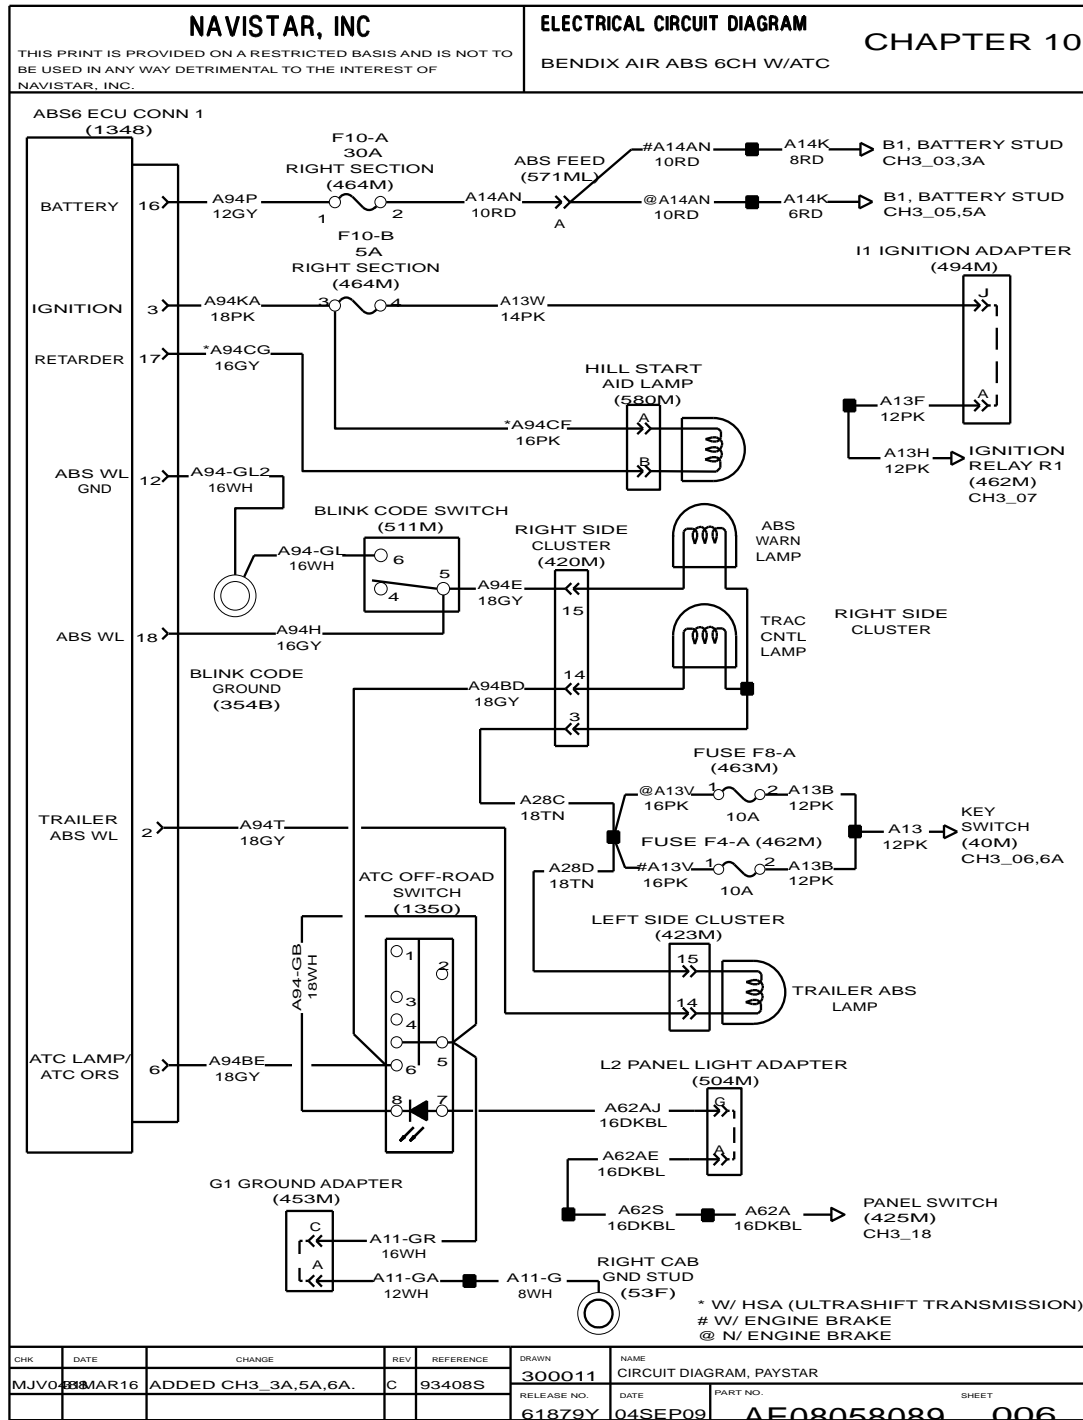 NAVISTAR, INC
THIS PRINT IS PROVIDED ON A RESTRICTED BASIS AND IS NOT TO
BE USED IN ANY WAY DETRIMENTAL TO THE INTEREST OF
NAVISTAR, INC.
ELECTRICAL CIRCUIT DIAGRAM
BENDIX AIR ABS 6CH W/ATC
CHAPTER 10
ABS6 ECU CONN 1
(1348)
F10-A
30A
RIGHT SECTION
(464M)
ABS FEED
(571ML)
#A14AN
10RD
A14K
8RD
B1, BATTERY STUD
CH3_03,3A
BATTERY
16
A94P
12GY
1
2
A14AN
10RD
A
@A14AN
10RD
A14K
6RD
B1, BATTERY STUD
CH3_05,5A
F10-B
5A
RIGHT SECTION
(464M)
I1 IGNITION ADAPTER
(494M)
IGNITION
3
A94KA
18PK
3
4
A13W
14PK
J
RETARDER
17
*A94CG
16GY
HILL START
AID LAMP
(580M)
A
A13F
12PK
*A94CF
16PK
A
B
A13H
12PK
IGNITION
RELAY R1
(462M)
CH3_07
ABS WL
GND
12
A94-GL2
16WH
BLINK CODE SWITCH
(511M)
RIGHT SIDE
CLUSTER
(420M)
ABS
WARN
LAMP
A94-GL
16WH
6
5
4
A94E
18GY
15
ABS WL
18
A94H
16GY
TRAC
CNTL
LAMP
RIGHT SIDE
CLUSTER
BLINK CODE
GROUND
(354B)
A94BD
18GY
14
3
FUSE F8-A
(463M)
@A13V
16PK
1
2
10A
A13B
12PK
A28C
18TN
TRAILER
ABS WL
2
A94T
18GY
FUSE F4-A (462M)
A13
12PK
KEY
SWITCH
(40M)
CH3_06,6A
#A13V
16PK
1
2
10A
A13B
12PK
A28D
18TN
ATC OFF-ROAD
SWITCH
(1350)
LEFT SIDE CLUSTER
(423M)
A94-GB
18WH
1
2
3
4
5
6
8
7
15
14
TRAILER ABS
LAMP
ATC LAMP/
ATC ORS
6
A94BE
18GY
L2 PANEL LIGHT ADAPTER
(504M)
A62AJ
16DKBL
G
A62AE
16DKBL
A
G1 GROUND ADAPTER
(453M)
A62S
16DKBL
A62A
16DKBL
PANEL SWITCH
(425M)
CH3_18
C
A11-GR
16WH
A
A11-GA
12WH
A11-G
8WH
RIGHT CAB
GND STUD
(53F)
* W/ HSA (ULTRASHIFT TRANSMISSION)
# W/ ENGINE BRAKE
@ N/ ENGINE BRAKE
CHK
DATE
CHANGE
REV
REFERENCE
DRAWN
300011
NAME
CIRCUIT DIAGRAM, PAYSTAR
ADDED CH3_3A,5A,6A.
C
93408S
RELEASE NO.
61879Y
DATE
04SEP09
PART NO.
AE08058089
SHEET
006